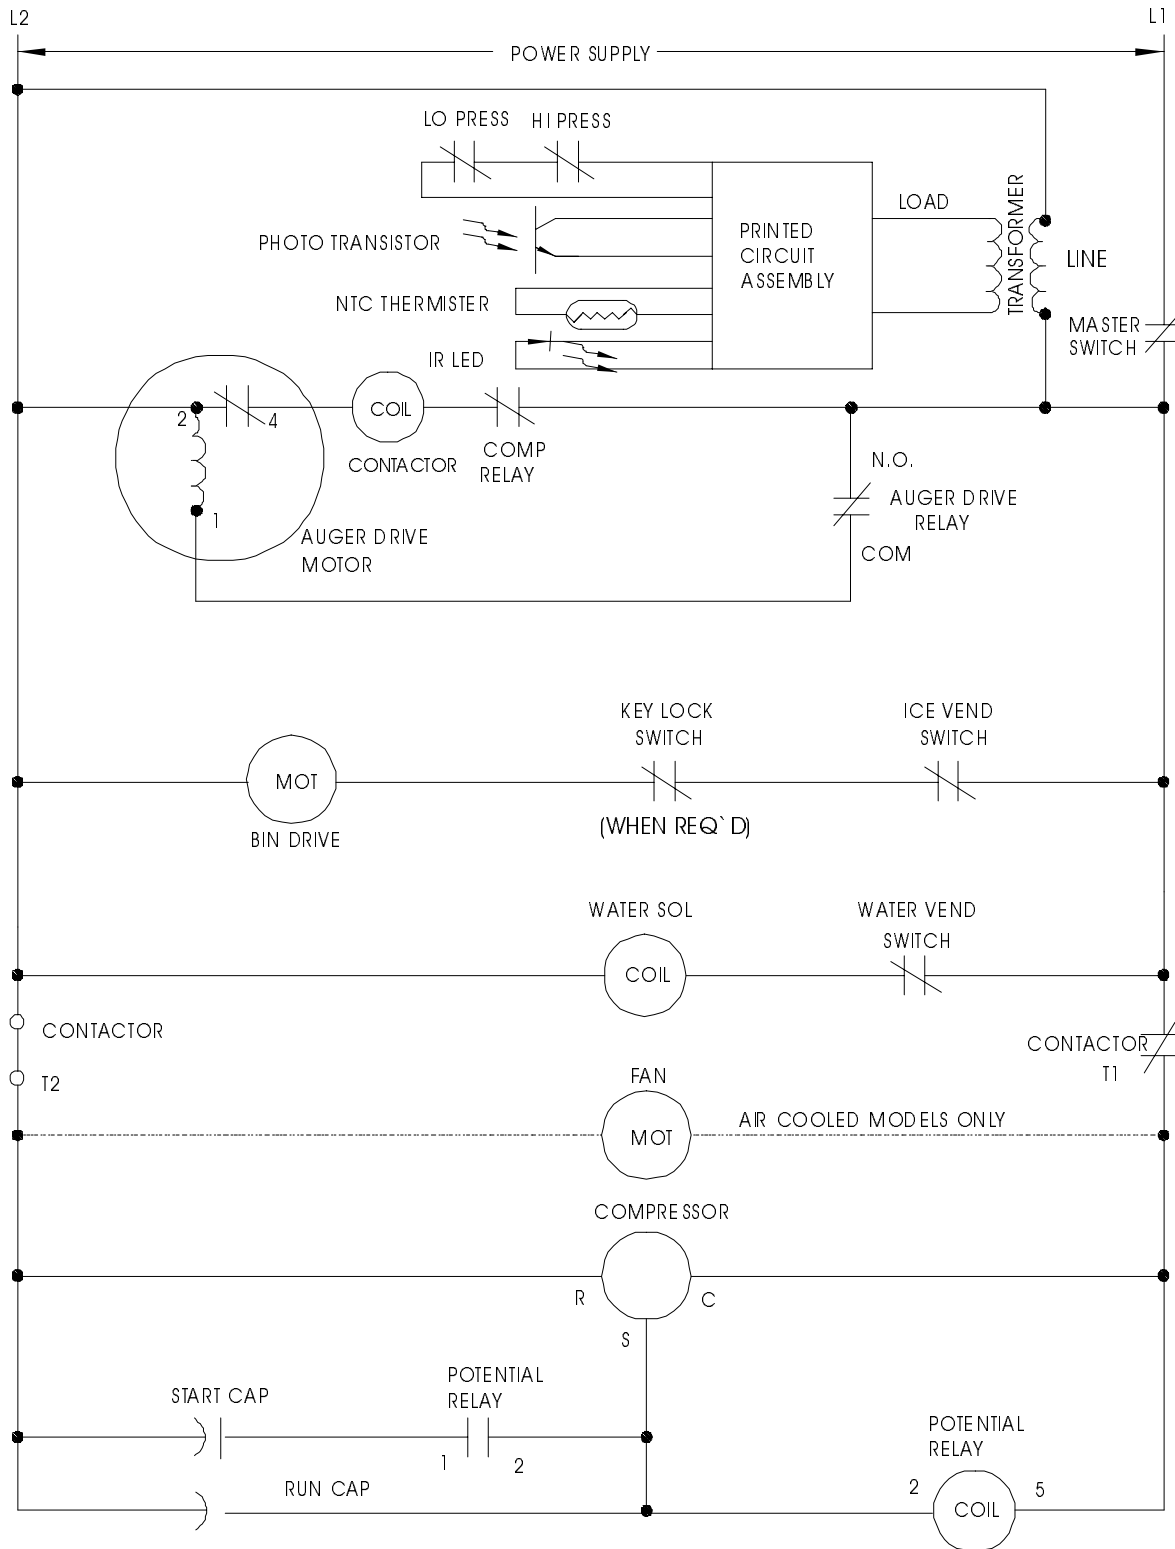 L2
L1
POWER SUPPLY
LO PRESS
HI PRESS
LOAD
TRANSFORMER
PHOTO TRANSISTOR
PRINTED
CIRCUIT
ASSEMBLY
LINE
NTC THERMISTER
MASTER
SWITCH
IR LED
2
4
COIL
CONTACTOR
COMP
RELAY
N.O.
AUGER DRIVE
RELAY
1
AUGER DRIVE
MOTOR
COM
KEY LOCK
SWITCH
ICE VEND
SWITCH
MOT
BIN DRIVE
(WHEN REQ`D)
WATER SOL
WATER VEND
SWITCH
COIL
CONTACTOR
T2
CONTACTOR
T1
FAN
MOT
AIR COOLED MODELS ONLY
COMPRESSOR
R
C
S
START CAP
POTENTIAL
RELAY
1
2
POTENTIAL
RELAY
RUN CAP
2
COIL
5